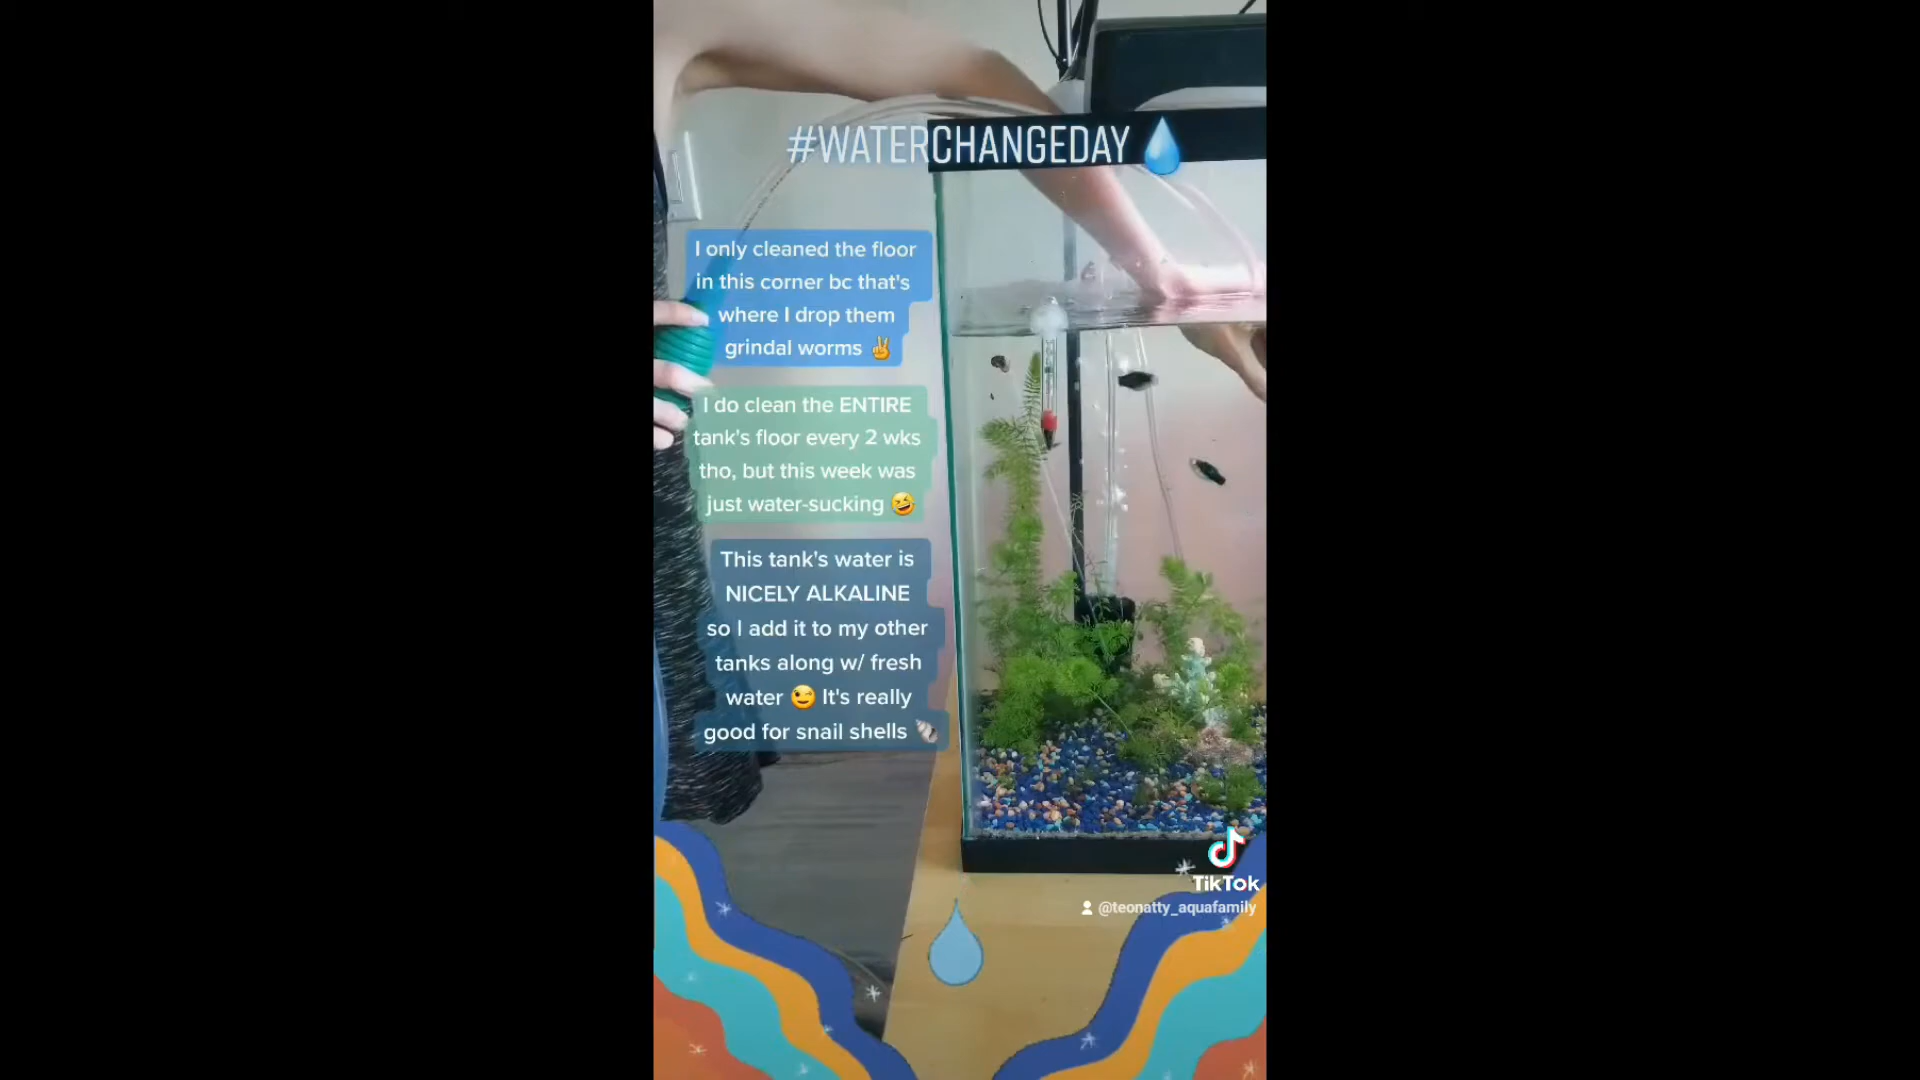 #WATERCHANGEDAY
I only cleaned the floor
in this corner bc that's
where I drop them
grindal worms ✌️
I do clean the ENTIRE
tank's floor every 2 wks
tho, but this week was
just water-sucking 🤣
This tank's water is
NICELY ALKALINE
so I add it to my other
tanks along w/ fresh
water 😉 It's really
good for snail shells 🐚
TikTok
@teonatty_aquafamily